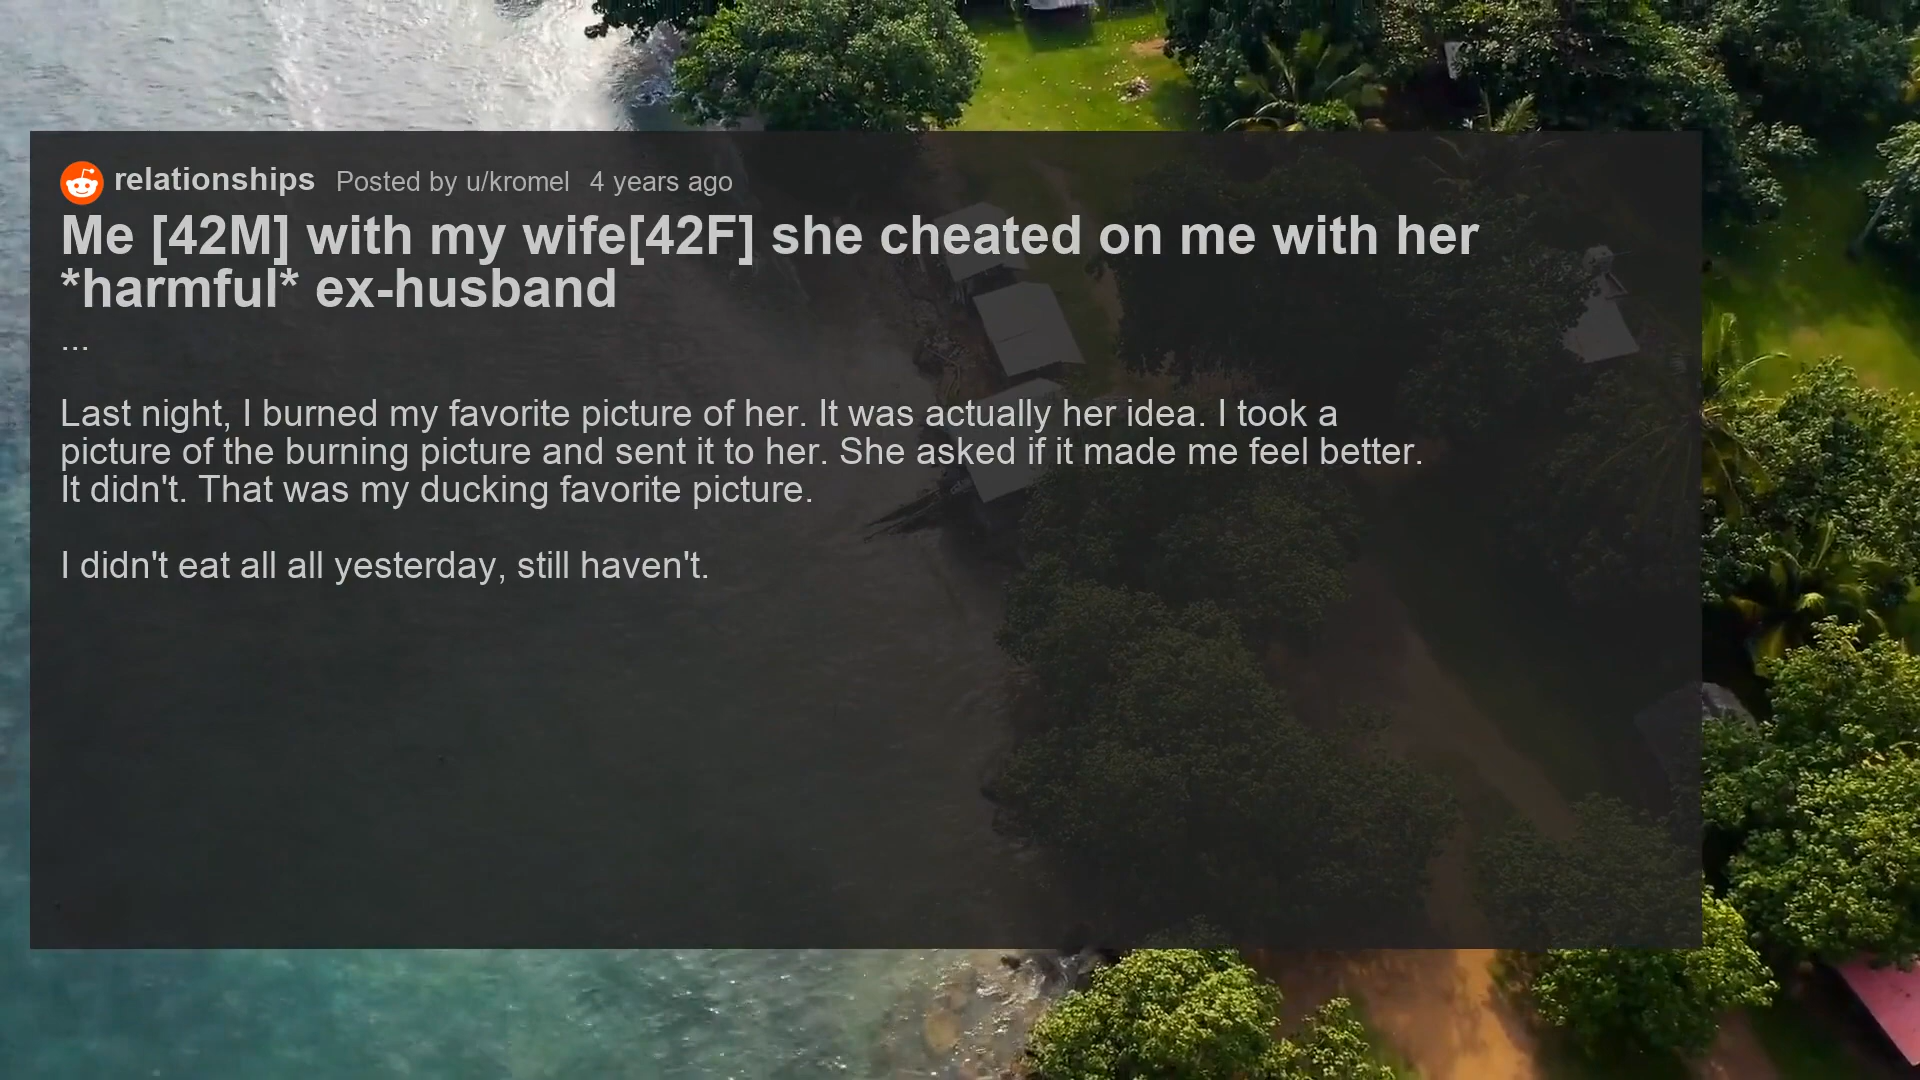 relationships Posted by u/kromel 4 years ago
Me [42M] with my wife[42F] she cheated on me with her
*harmful* ex-husband
...
Last night, I burned my favorite picture of her. It was actually her idea. I took a
picture of the burning picture and sent it to her. She asked if it made me feel better.
It didn't. That was my ducking favorite picture.
I didn't eat all all yesterday, still haven't.